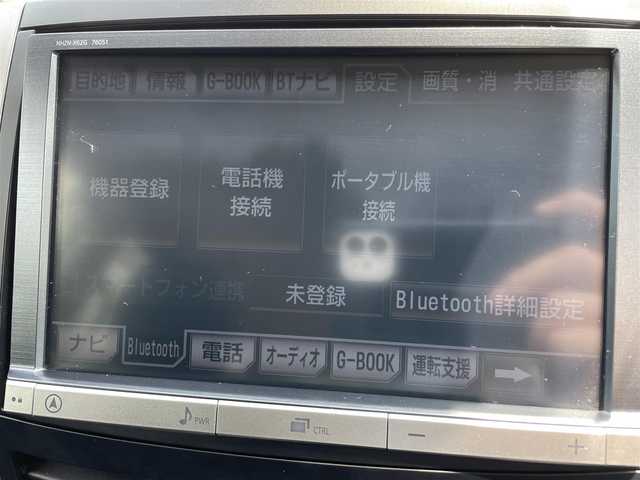 NHZN-X62G 76051
目的地 情報 G-BOOK BTナビ 設定 画質・消 共通設定
機器登録
電話機
接続
ポータブル機
接続
スマートフォン連携 未登録 Bluetooth詳細設定
ナビ Bluetooth 電話 オーディオ G-BOOK 運転支援
PWR CTRL